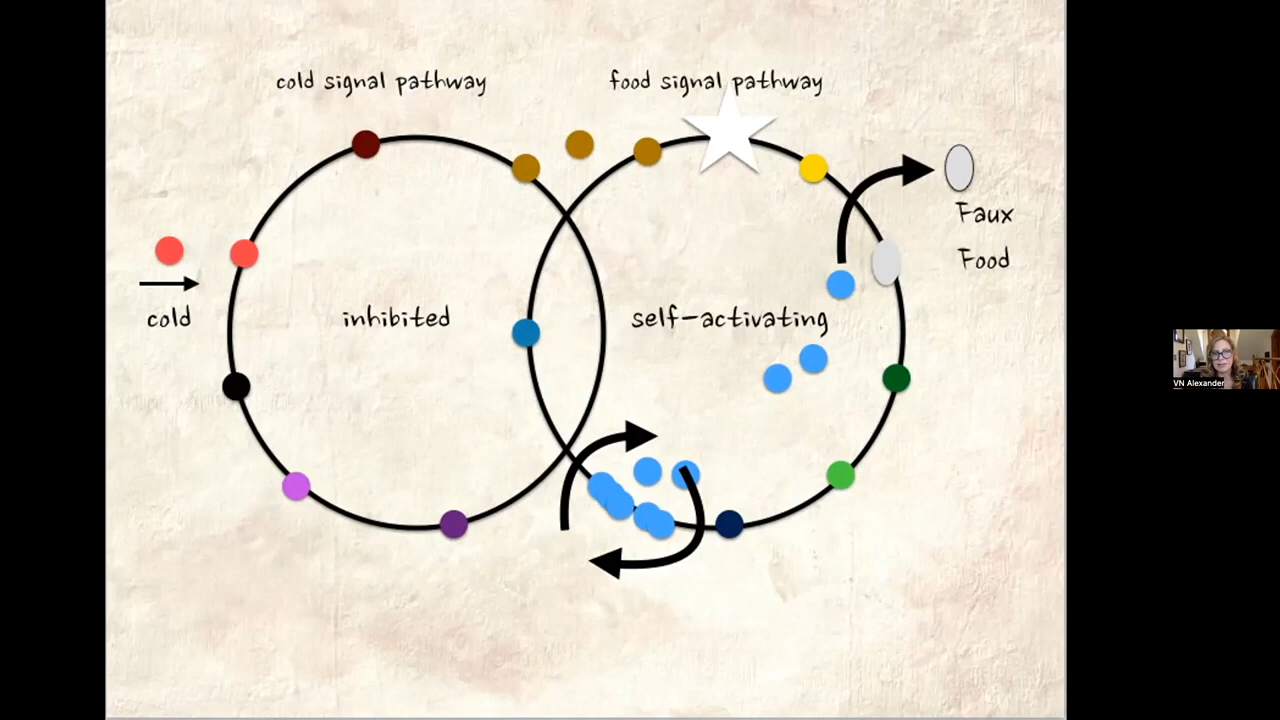 cold signal pathway
food signal pathway
Faux
Food
cold
inhibited
self-activating
VN Alexander